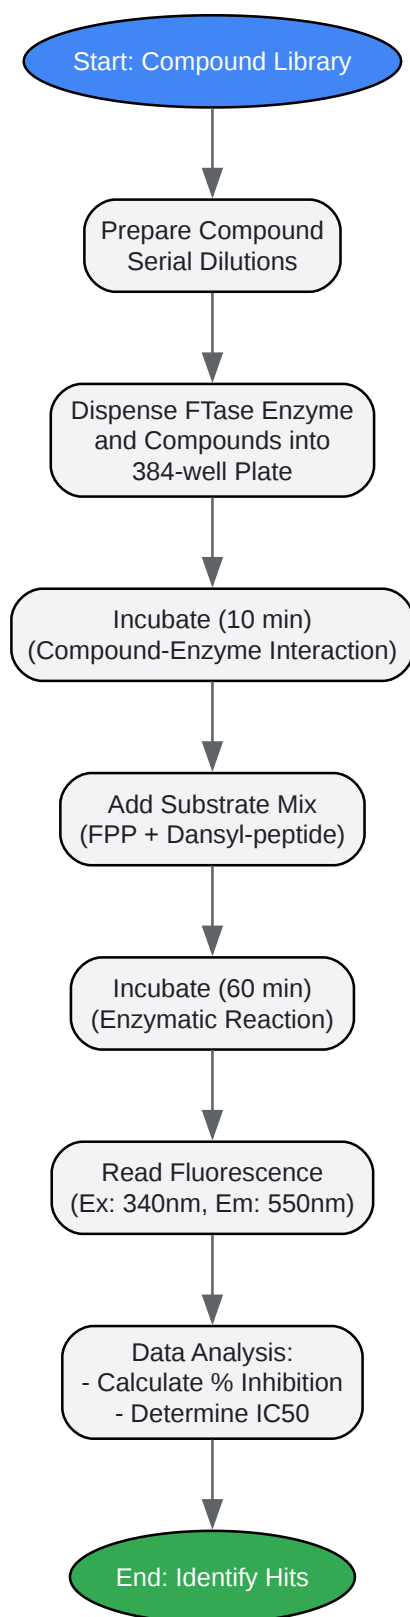 Start: Compound Library
Prepare Compound
Serial Dilutions
Dispense FTase Enzyme
and Compounds into
384-well Plate
Incubate (10 min)
(Compound-Enzyme Interaction)
Add Substrate Mix
(FPP + Dansyl-peptide)
Incubate (60 min)
(Enzymatic Reaction)
Read Fluorescence
(Ex: 340nm, Em: 550nm)
Data Analysis:
- Calculate % Inhibition
- Determine IC50
End: Identify Hits